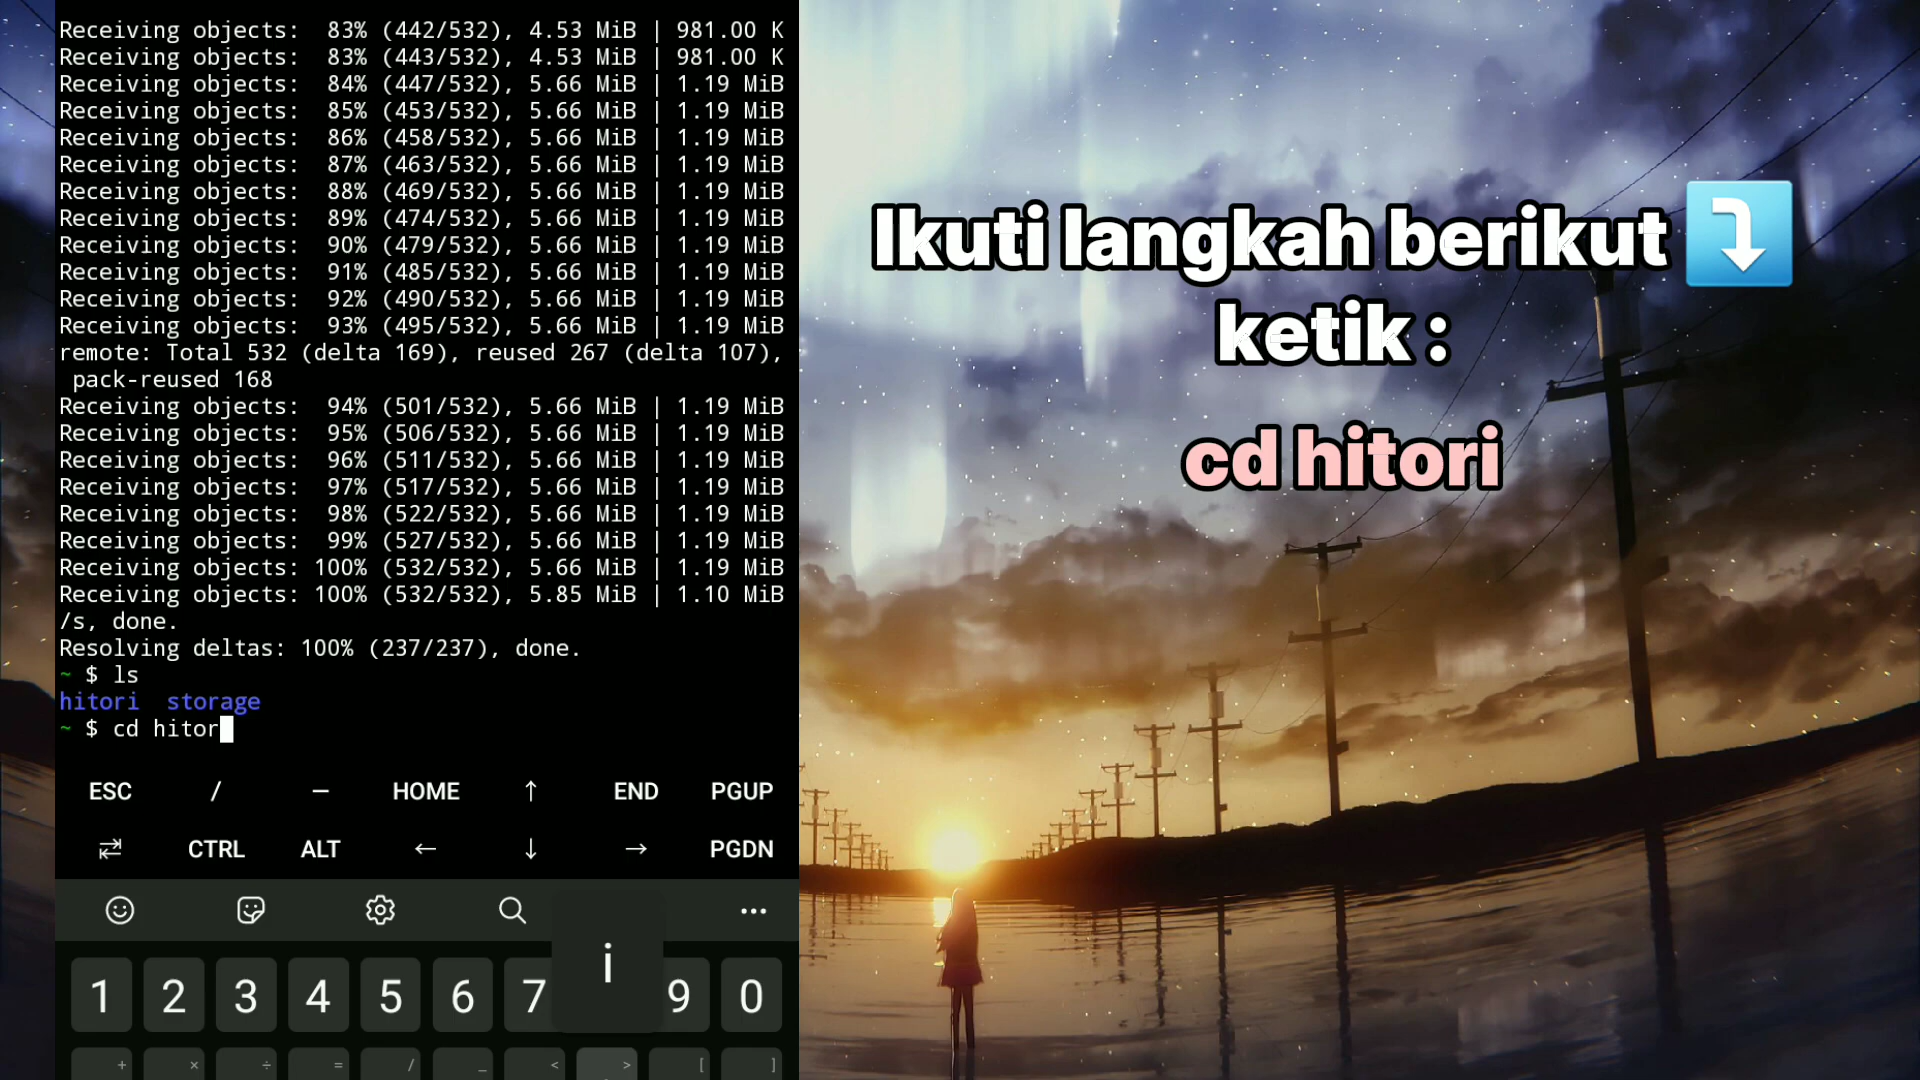 Receiving objects:  83% (442/532), 4.53 MiB | 981.00 K
Receiving objects:  83% (443/532), 4.53 MiB | 981.00 K
Receiving objects:  84% (447/532), 5.66 MiB | 1.19 MiB
Receiving objects:  85% (453/532), 5.66 MiB | 1.19 MiB
Receiving objects:  86% (458/532), 5.66 MiB | 1.19 MiB
Receiving objects:  87% (463/532), 5.66 MiB | 1.19 MiB
Receiving objects:  88% (469/532), 5.66 MiB | 1.19 MiB
Receiving objects:  89% (474/532), 5.66 MiB | 1.19 MiB
Receiving objects:  90% (479/532), 5.66 MiB | 1.19 MiB
Receiving objects:  91% (485/532), 5.66 MiB | 1.19 MiB
Receiving objects:  92% (490/532), 5.66 MiB | 1.19 MiB
Receiving objects:  93% (495/532), 5.66 MiB | 1.19 MiB
remote: Total 532 (delta 169), reused 267 (delta 107),
 pack-reused 168
Receiving objects:  94% (501/532), 5.66 MiB | 1.19 MiB
Receiving objects:  95% (506/532), 5.66 MiB | 1.19 MiB
Receiving objects:  96% (511/532), 5.66 MiB | 1.19 MiB
Receiving objects:  97% (517/532), 5.66 MiB | 1.19 MiB
Receiving objects:  98% (522/532), 5.66 MiB | 1.19 MiB
Receiving objects:  99% (527/532), 5.66 MiB | 1.19 MiB
Receiving objects: 100% (532/532), 5.66 MiB | 1.19 MiB
Receiving objects: 100% (532/532), 5.85 MiB | 1.10 MiB
/s, done.
Resolving deltas: 100% (237/237), done.
~ $ ls
hitori  storage
~ $ cd hitor
ESC / — HOME ↑ END PGUP
⇄ CTRL ALT ← ↓ → PGDN
i
1 2 3 4 5 6 7 9 0
+ × ÷ = / _ < > [ ]
Ikuti langkah berikut ⤵
ketik :
cd hitori